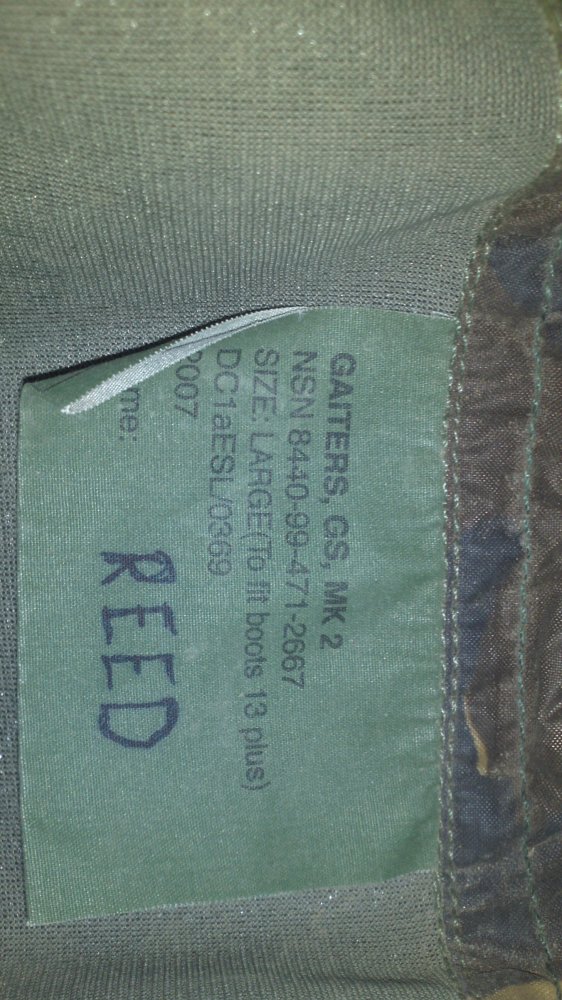 GAITERS, GS, MK 2
NSN 8440-99-471-2667
SIZE: LARGE(To fit boots 13 plus)
DC1aESL/0369
2007
me:
REED